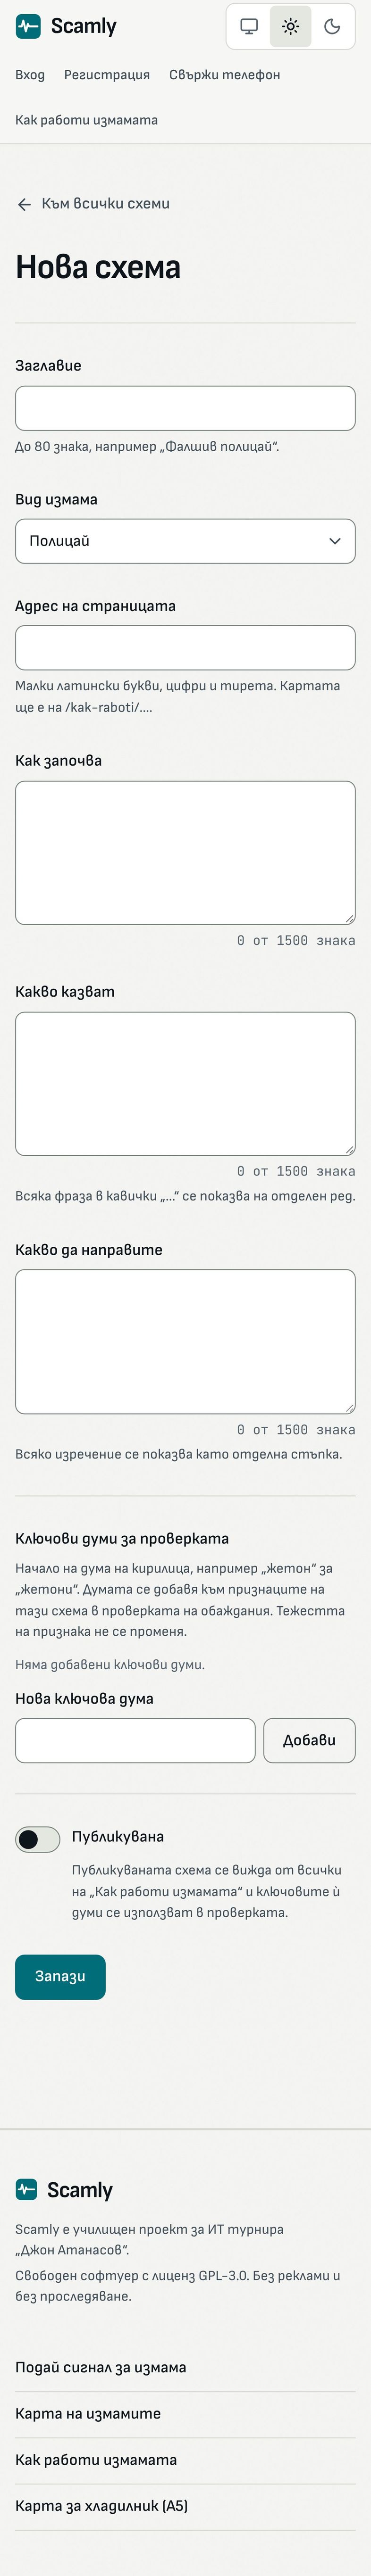 Scamly
Вход Регистрация Свържи телефон
Как работи измамата
Към всички схеми
Нова схема
Заглавие
До 80 знака, например „Фалшив полицай“.
Вид измама
Полицай
Адрес на страницата
Малки латински букви, цифри и тирета. Картата
ще е на /kak-raboti/....
Как започва
0 от 1500 знака
Какво казват
0 от 1500 знака
Всяка фраза в кавички „...“ се показва на отделен ред.
Какво да направите
0 от 1500 знака
Всяко изречение се показва като отделна стъпка.
Ключови думи за проверката
Начало на дума на кирилица, например „жетон“ за
„жетони“. Думата се добавя към признаците на
тази схема в проверката на обаждания. Тежестта
на признака не се променя.
Няма добавени ключови думи.
Нова ключова дума
Добави
Публикувана
Публикуваната схема се вижда от всички
на „Как работи измамата“ и ключовите ѝ
думи се използват в проверката.
Запази
Scamly
Scamly е училищен проект за ИТ турнира
„Джон Атанасов“.
Свободен софтуер с лиценз GPL-3.0. Без реклами и
без проследяване.
Подай сигнал за измама
Карта на измамите
Как работи измамата
Карта за хладилник (А5)